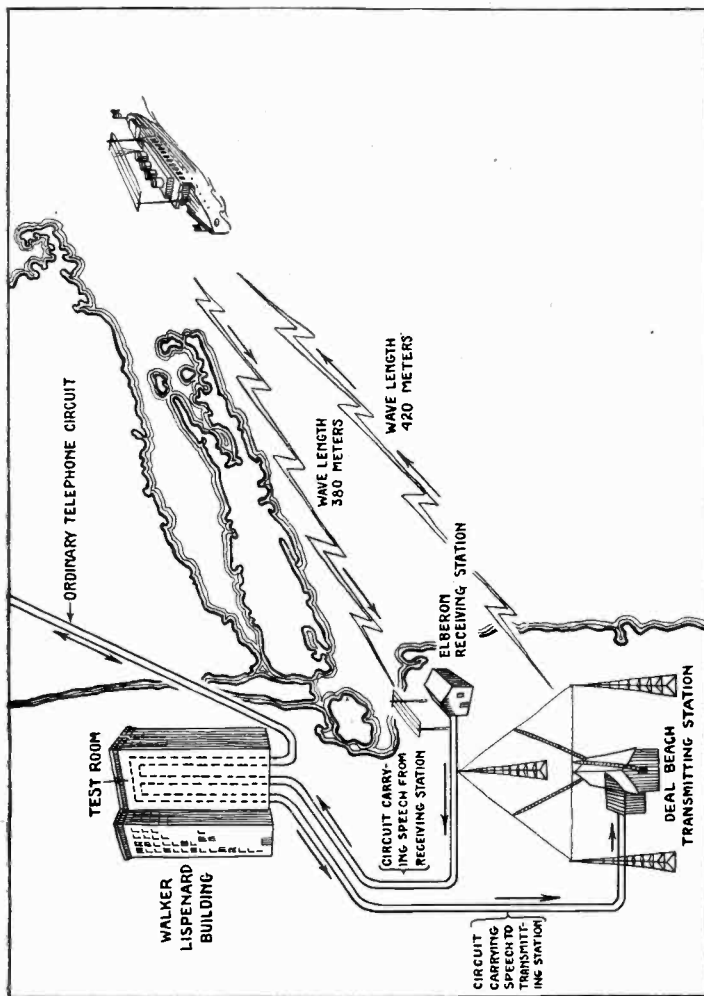 ORDINARY TELEPHONE CIRCUIT
TEST ROOM
WALKER
LISPENARD
BUILDING
WAVE LENGTH
380 METERS
WAVE LENGTH
420 METERS
CIRCUIT CARRY-
ING SPEECH FROM
RECEIVING STATION
ELBERON
RECEIVING STATION
CIRCUIT
CARRYING
SPEECH TO
TRANSMITT-
ING STATION
DEAL BEACH
TRANSMITTING STATION